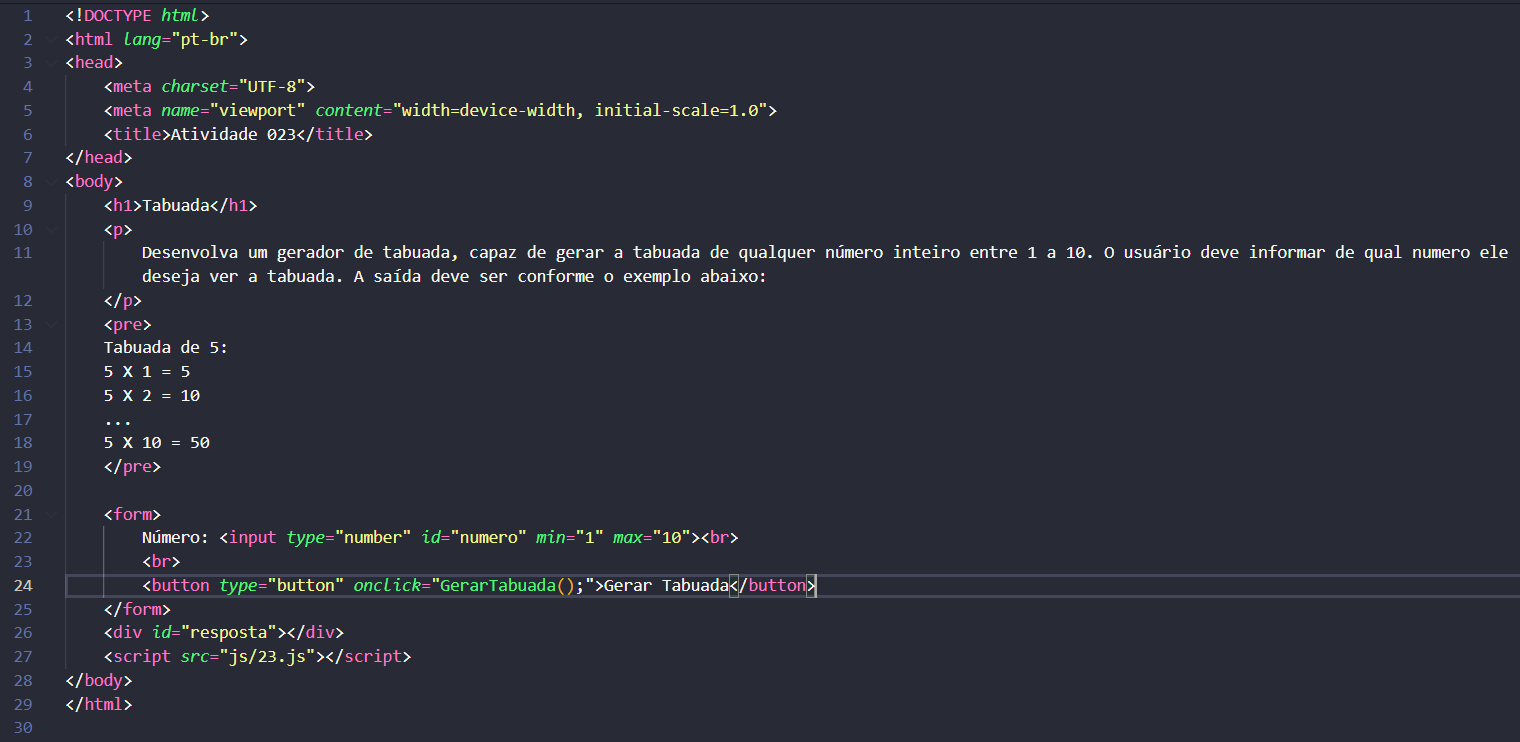 1 <!DOCTYPE html>
2 <html lang="pt-br">
3 <head>
4     <meta charset="UTF-8">
5     <meta name="viewport" content="width=device-width, initial-scale=1.0">
6     <title>Atividade 023</title>
7 </head>
8 <body>
9     <h1>Tabuada</h1>
10     <p>
11         Desenvolva um gerador de tabuada, capaz de gerar a tabuada de qualquer número inteiro entre 1 a 10. O usuário deve informar de qual numero ele
        deseja ver a tabuada. A saída deve ser conforme o exemplo abaixo:
12     </p>
13     <pre>
14     Tabuada de 5:
15     5 X 1 = 5
16     5 X 2 = 10
17     ...
18     5 X 10 = 50
19     </pre>
20
21     <form>
22         Número: <input type="number" id="numero" min="1" max="10"><br>
23         <br>
24         <button type="button" onclick="GerarTabuada();">Gerar Tabuada</button>
25     </form>
26     <div id="resposta"></div>
27     <script src="js/23.js"></script>
28 </body>
29 </html>
30